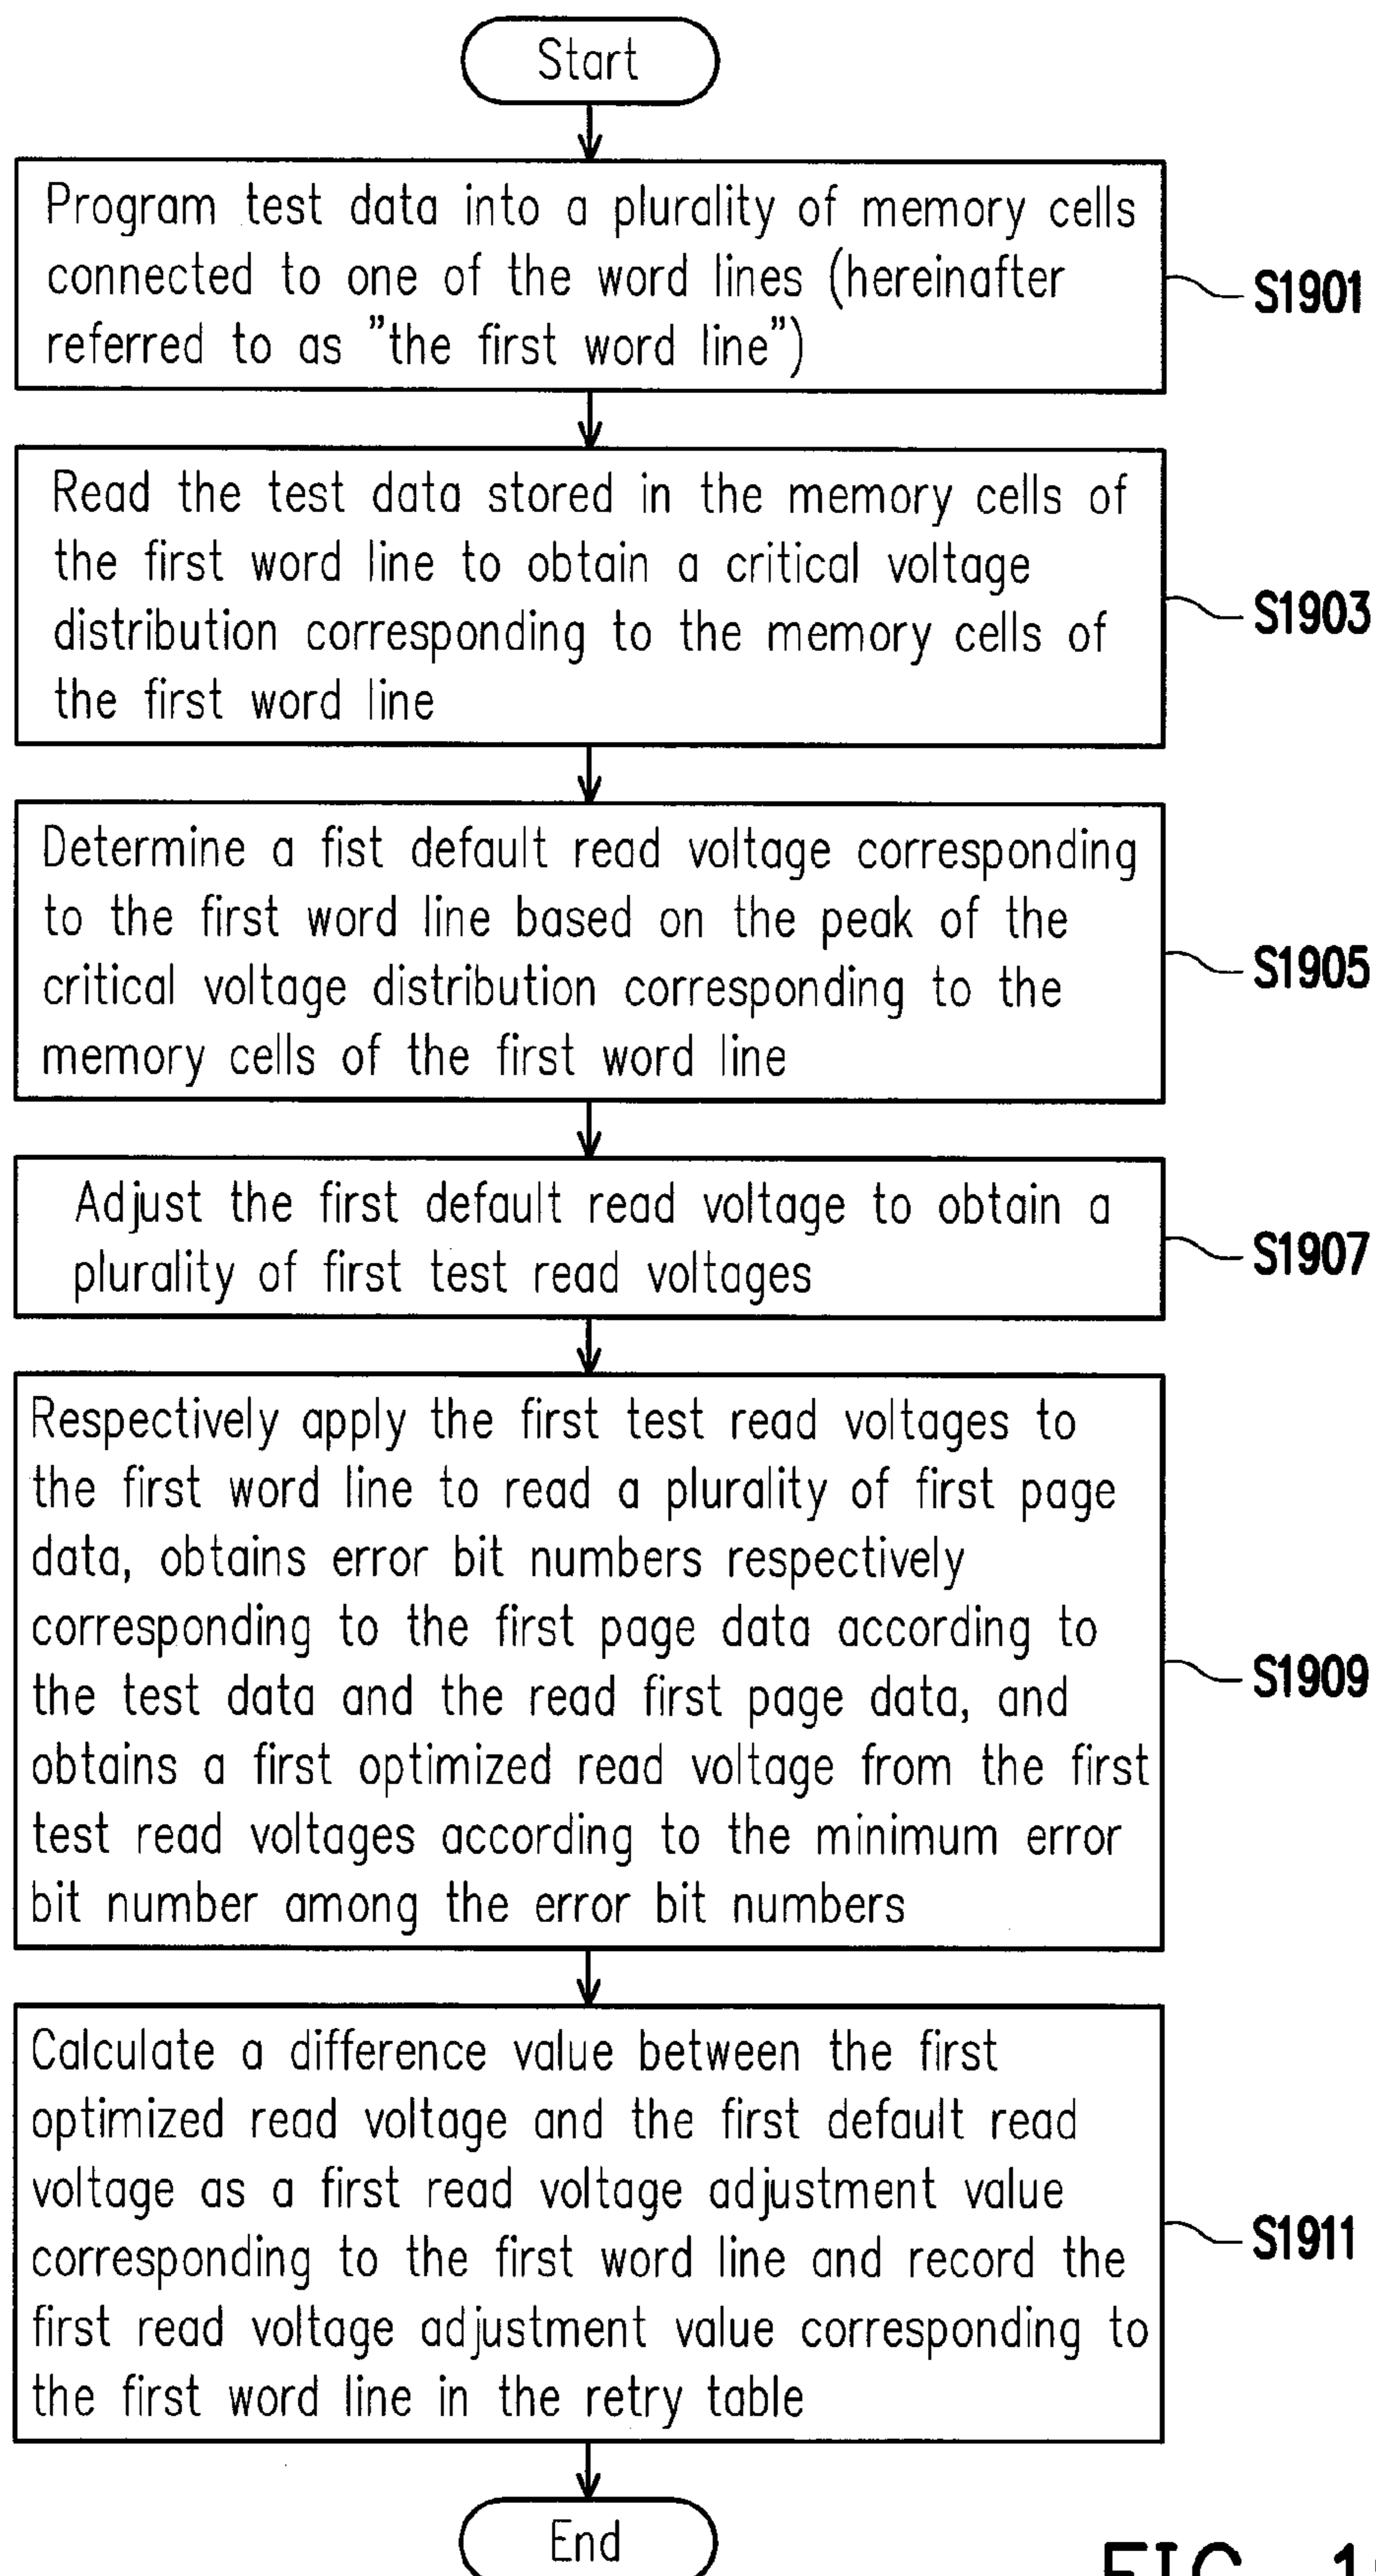 Start
Program test data into a plurality of memory cells
connected to one of the word lines (hereinafter
referred to as "the first word line")
S1901
Read the test data stored in the memory cells of
the first word line to obtain a critical voltage
distribution corresponding to the memory cells of
the first word line
S1903
Determine a fist default read voltage corresponding
to the first word line based on the peak of the
critical voltage distribution corresponding to the
memory cells of the first word line
S1905
Adjust the first default read voltage to obtain a
plurality of first test read voltages
S1907
Respectively apply the first test read voltages to
the first word line to read a plurality of first page
data, obtains error bit numbers respectively
corresponding to the first page data according to
the test data and the read first page data, and
obtains a first optimized read voltage from the first
test read voltages according to the minimum error
bit number among the error bit numbers
S1909
Calculate a difference value between the first
optimized read voltage and the first default read
voltage as a first read voltage adjustment value
corresponding to the first word line and record the
first read voltage adjustment value corresponding to
the first word line in the retry table
S1911
End
FIG.